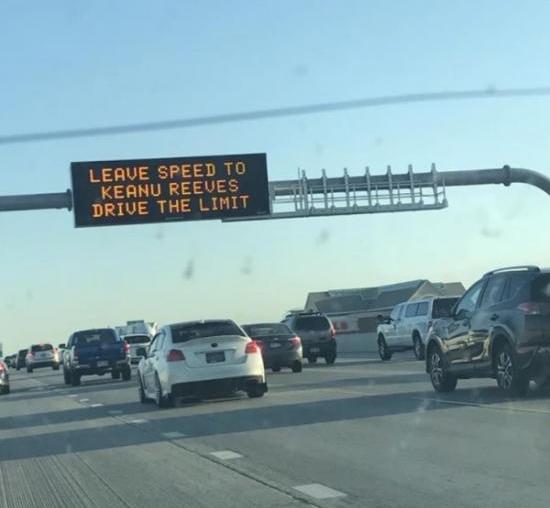 LEAVE SPEED TO
KEANU REEVES
DRIVE THE LIMIT